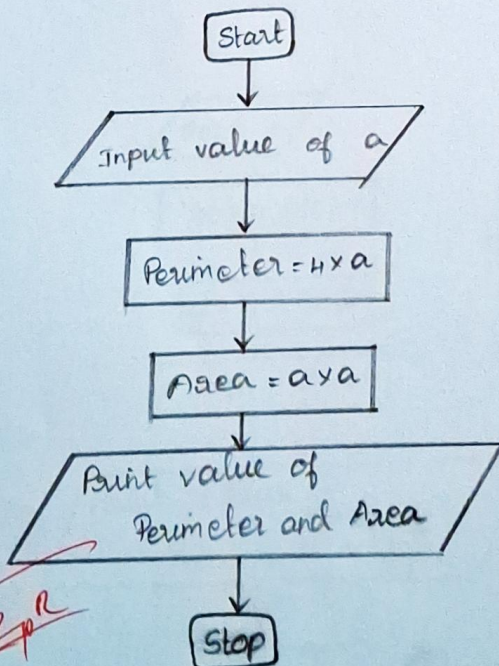 Start
Input value of a
Perimeter = 4 × a
Area = a × a
Print value of
Perimeter and Area
Stop